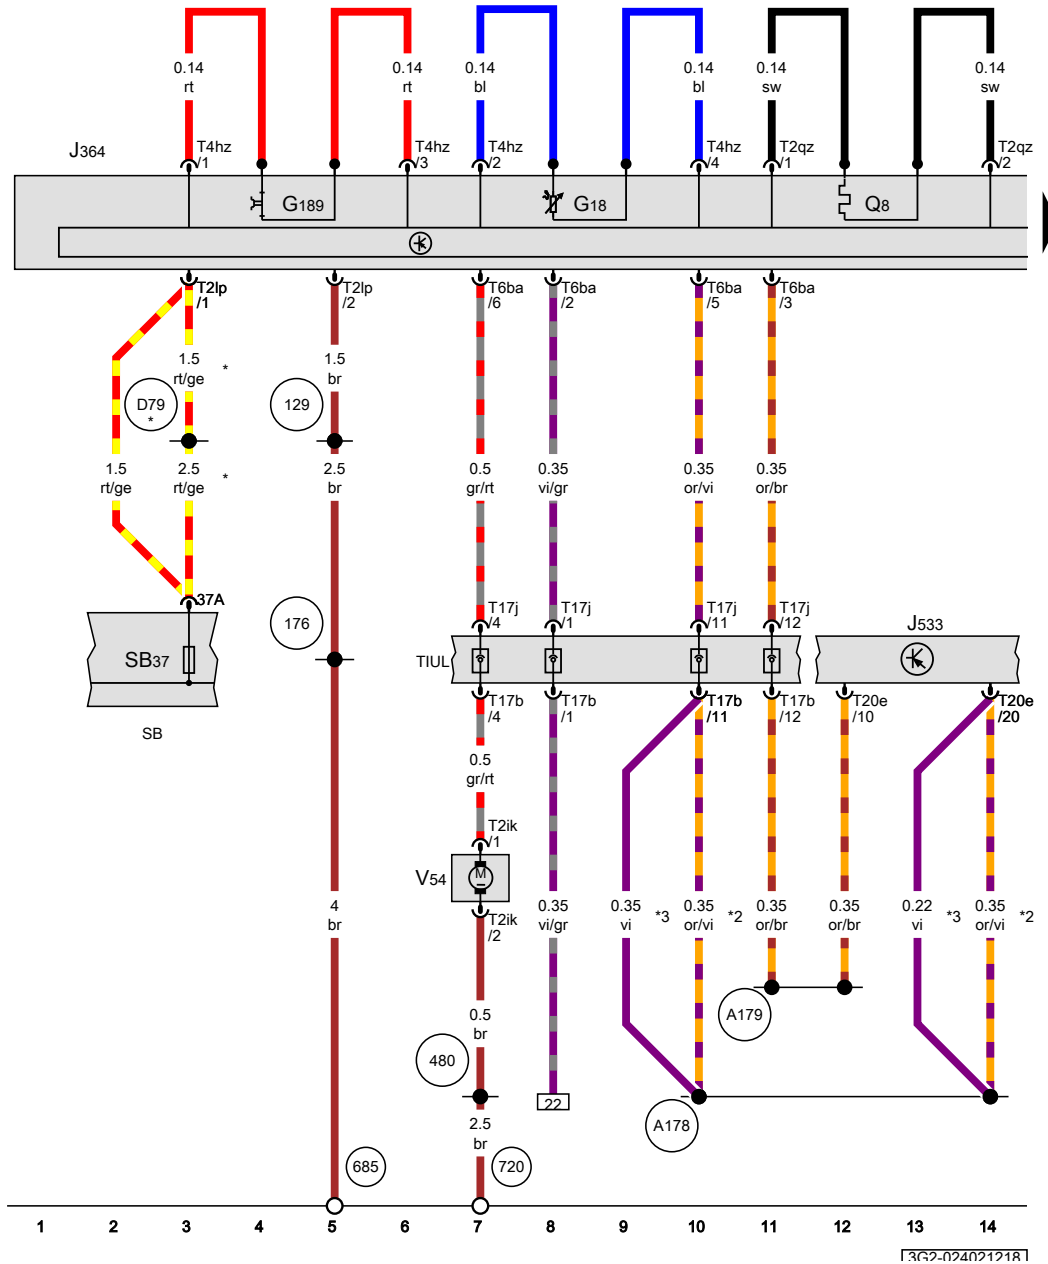 0.14 0.14 0.14 0.14 0.14 0.14
rt rt bl bl sw sw
J364
T4hz T4hz T4hz T4hz T2qz T2qz
/1 /3 /2 /4 /1 /2
G189 G18 Q8
T2lp T2lp T6ba T6ba T6ba T6ba
/1 /2 /6 /2 /5 /3
1.5 * 1.5
rt/ge br
D79 129
*
1.5 2.5 * 2.5 0.5 0.35 0.35 0.35
rt/ge rt/ge br gr/rt vi/gr or/vi or/br
37A
T17j T17j T17j T17j
/4 /1 /11 /12
176 J533
SB37 TIUL
T17b T17b T17b T17b T20e T20e
/4 /1 /11 /12 /10 /20
SB
0.5
gr/rt
T2ik
/1
V54 M
4 0.35 0.35 *3 0.35 *2 0.35 0.35 0.22 *3 0.35 *2
br vi/gr vi or/vi or/br or/br vi or/vi
T2ik
/2
0.5 A179
br
480
22
2.5 A178
br
685 720
1 2 3 4 5 6 7 8 9 10 11 12 13 14
3G2-024021218